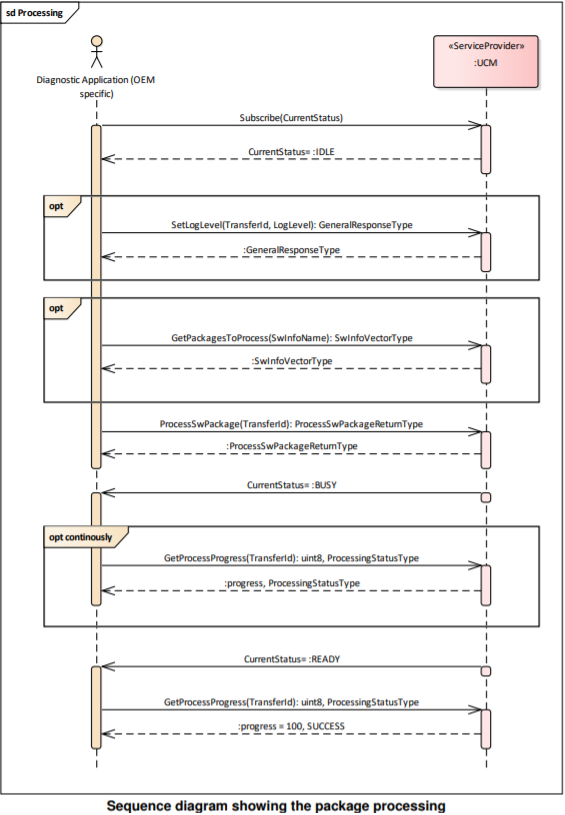 sd Processing
Diagnostic Application (OEM
specific)
«ServiceProvider»
:UCM
Subscribe(CurrentStatus)
CurrentStatus= :IDLE
opt
SetLogLevel(TransferId, LogLevel): GeneralResponseType
:GeneralResponseType
opt
GetPackagesToProcess(SwInfoName): SwInfoVectorType
:SwInfoVectorType
ProcessSwPackage(TransferId): ProcessSwPackageReturnType
:ProcessSwPackageReturnType
CurrentStatus= :BUSY
opt continously
GetProcessProgress(TransferId): uint8, ProcessingStatusType
:progress, ProcessingStatusType
CurrentStatus= :READY
GetProcessProgress(TransferId): uint8, ProcessingStatusType
:progress = 100, SUCCESS
Sequence diagram showing the package processing